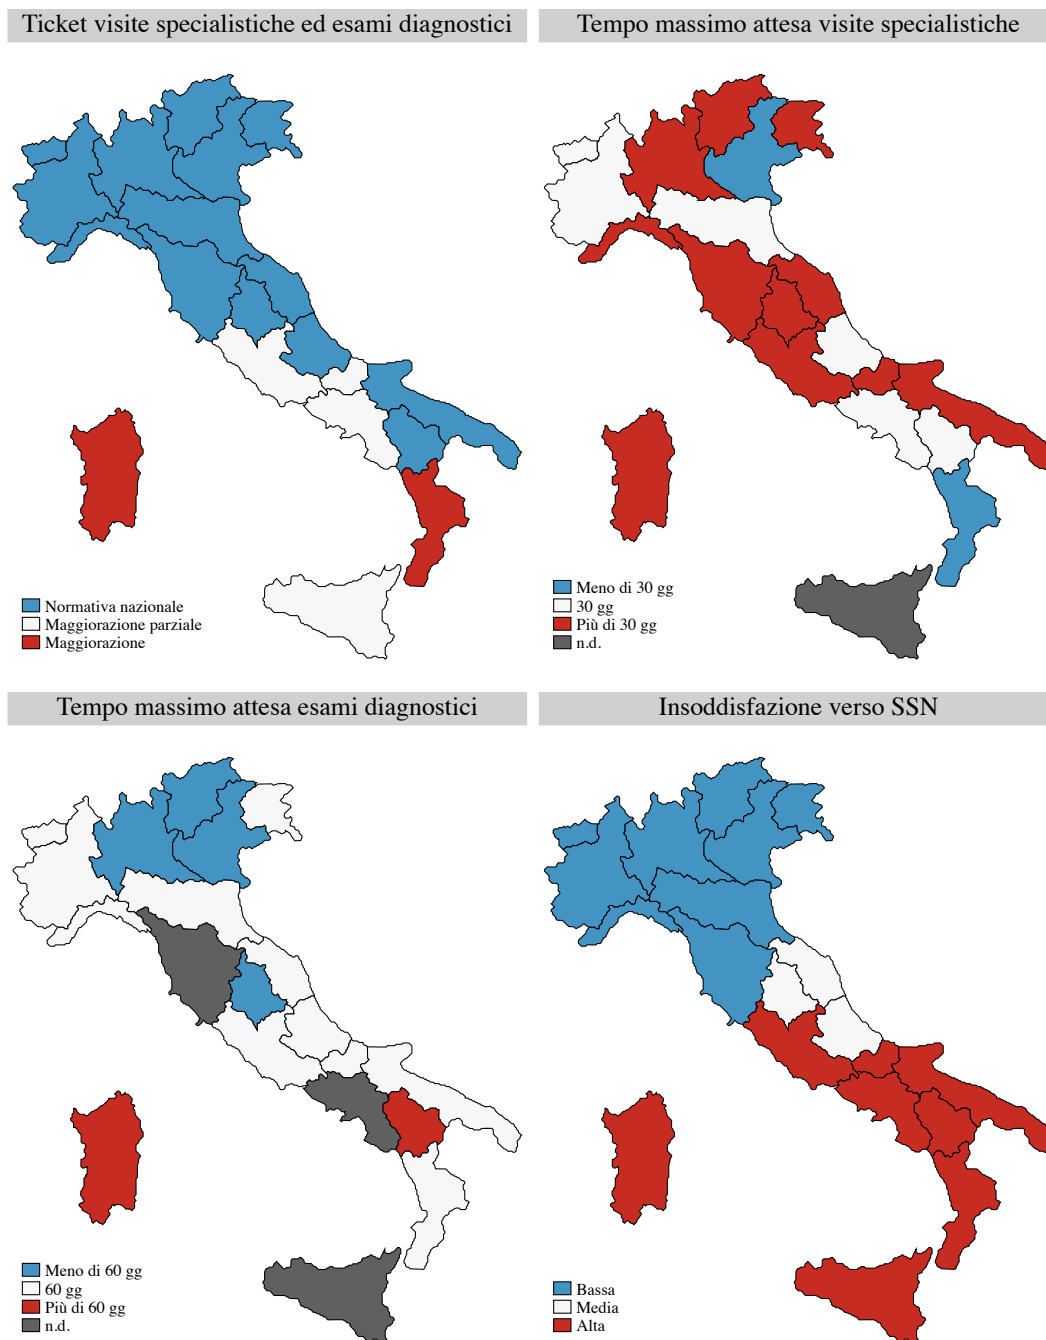 Ticket visite specialistiche ed esami diagnostici
Tempo massimo attesa visite specialistiche
Normativa nazionale
Maggiorazione parziale
Maggiorazione
Meno di 30 gg
30 gg
Più di 30 gg
n.d.
Tempo massimo attesa esami diagnostici
Insoddisfazione verso SSN
Meno di 60 gg
60 gg
Più di 60 gg
n.d.
Bassa
Media
Alta